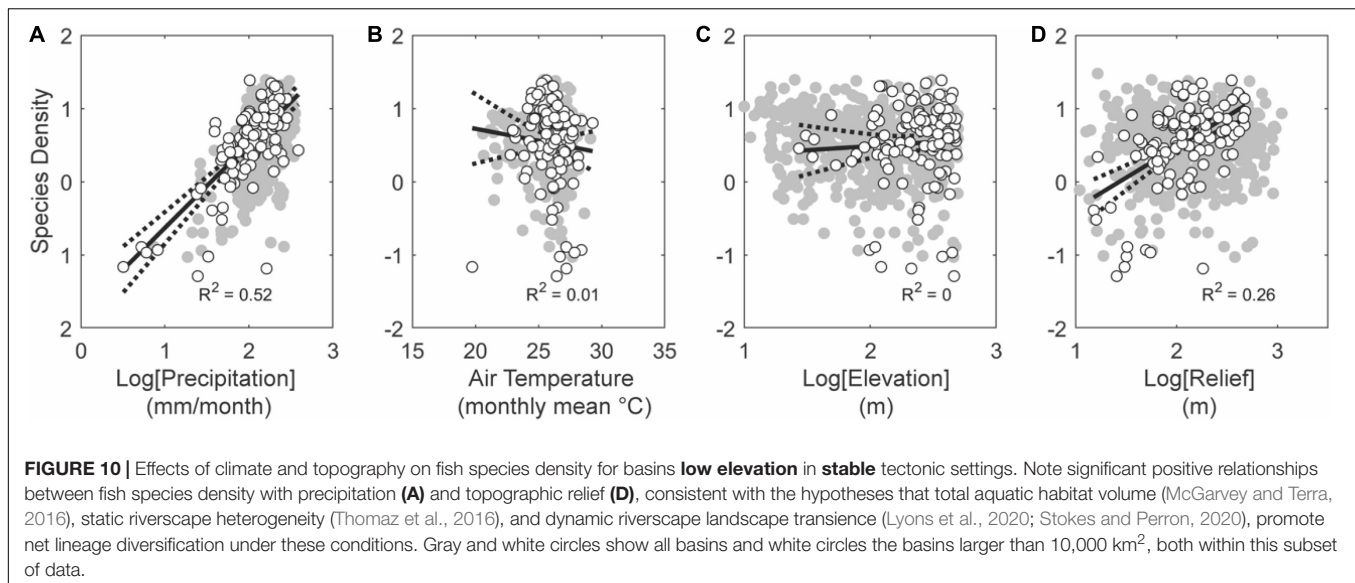 A B C D
2 2 2 2
1 1 1 1
0 0 0 0
1 -1 -1 -1
2 -2 -2 -2
Species Density
R² = 0.52 R² = 0.01 R² = 0 R² = 0.26
0 1 2 3 15 20 25 30 35 1 2 3 1 2 3
Log[Precipitation] Air Temperature Log[Elevation] Log[Relief]
(mm/month) (monthly mean °C) (m) (m)
FIGURE 10 | Effects of climate and topography on fish species density for basins low elevation in stable tectonic settings. Note significant positive relationships
between fish species density with precipitation (A) and topographic relief (D), consistent with the hypotheses that total aquatic habitat volume (McGarvey and Terra,
2016), static riverscape heterogeneity (Thomaz et al., 2016), and dynamic riverscape landscape transience (Lyons et al., 2020; Stokes and Perron, 2020), promote
net lineage diversification under these conditions. Gray and white circles show all basins and white circles the basins larger than 10,000 km², both within this subset
of data.